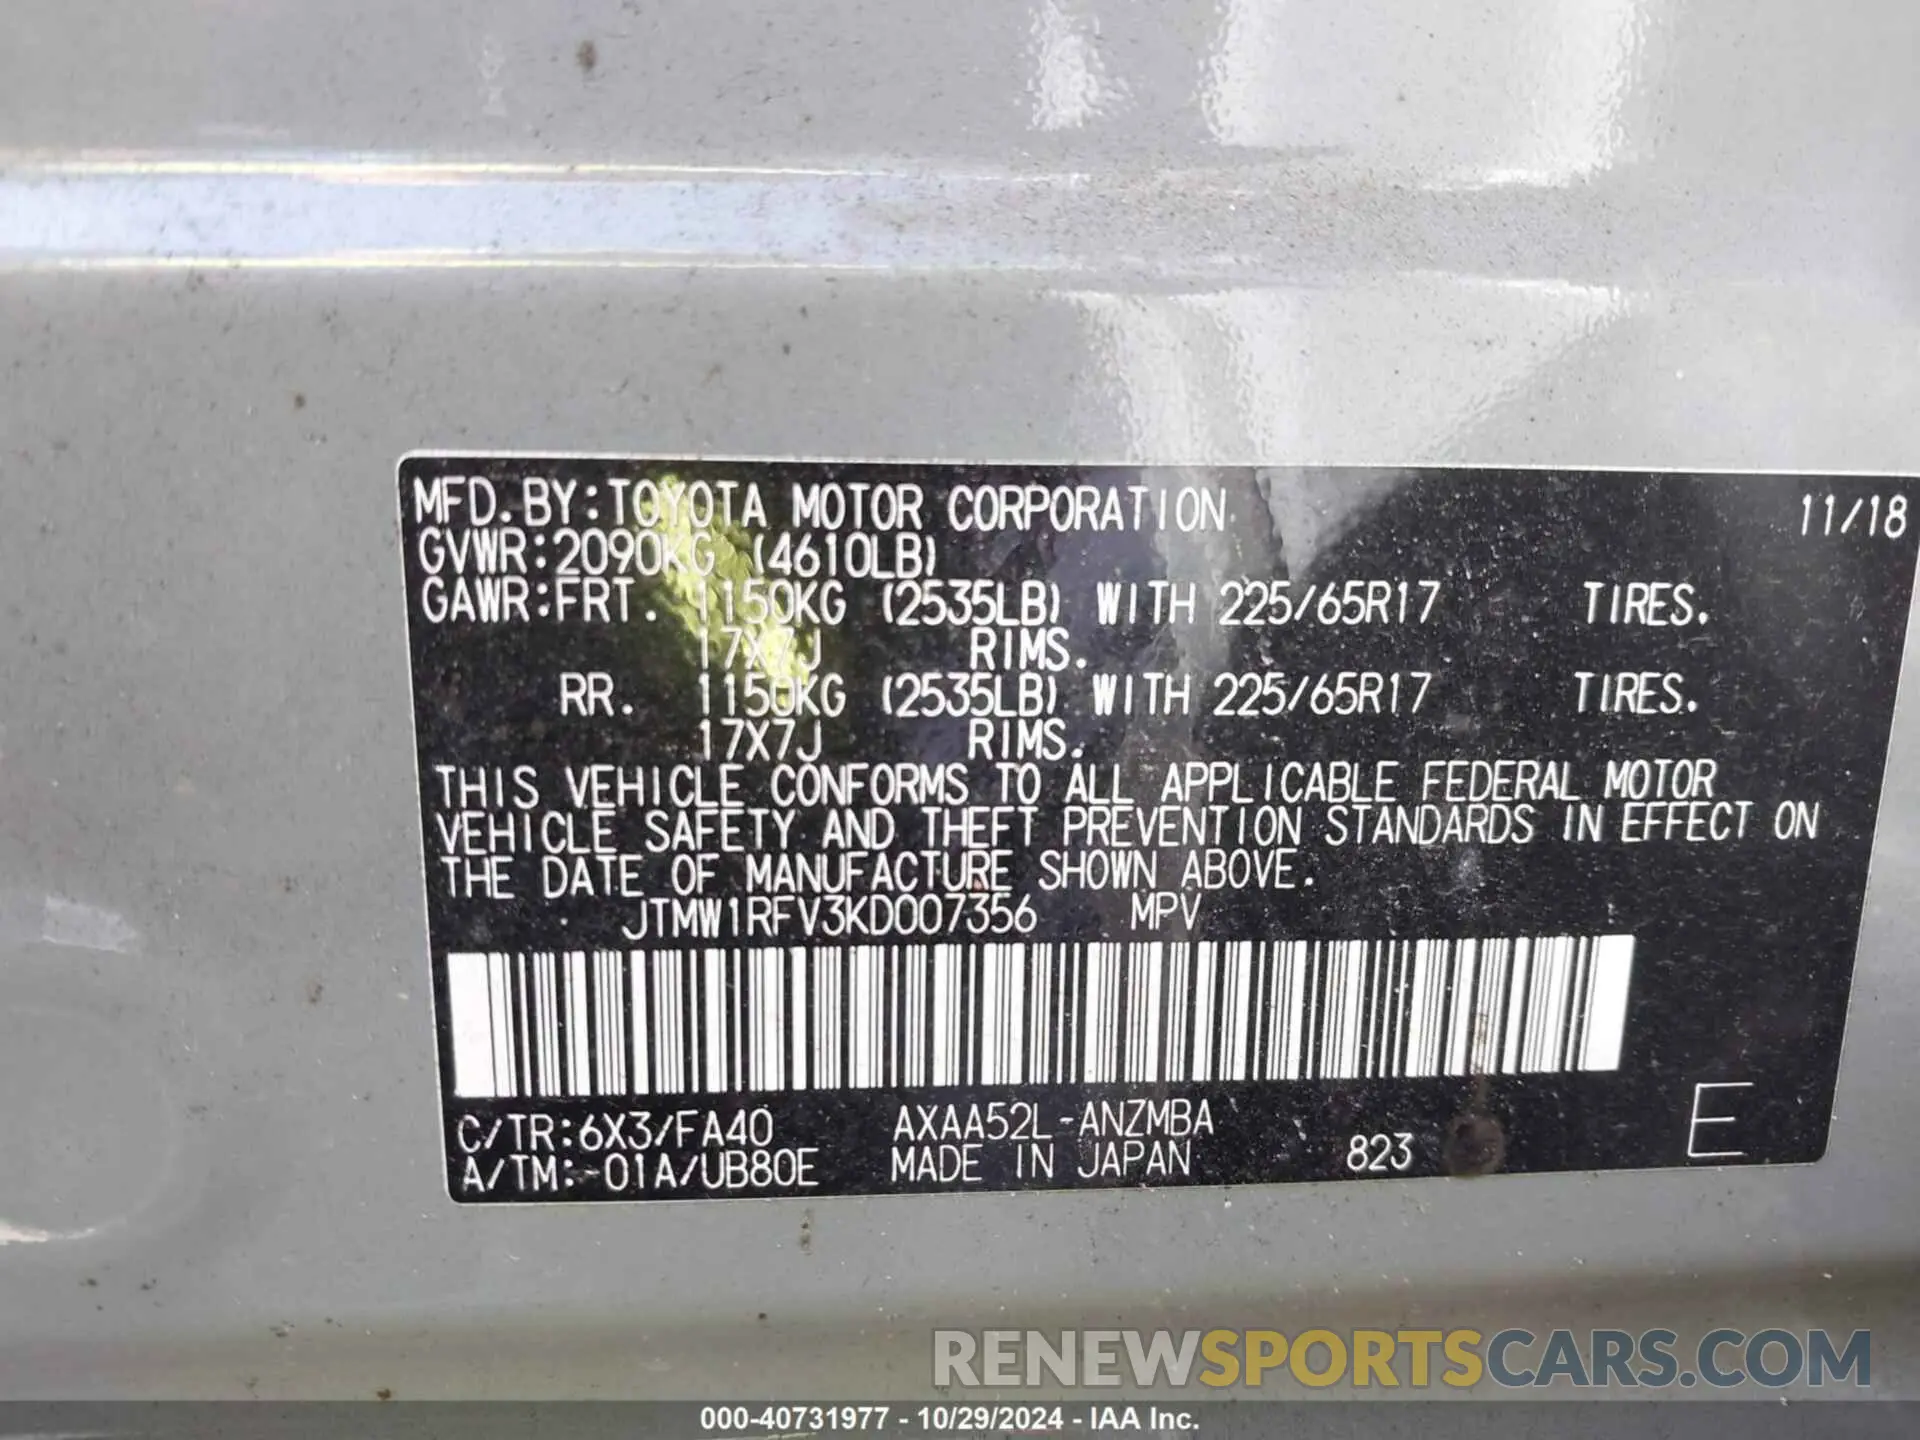 MFD.BY:TOYOTA MOTOR CORPORATION 11/18
GVWR:2090KG (4610LB)
GAWR:FRT. 1150KG (2535LB) WITH 225/65R17 TIRES.
17X7J RIMS.
RR. 1150KG (2535LB) WITH 225/65R17 TIRES.
17X7J RIMS.
THIS VEHICLE CONFORMS TO ALL APPLICABLE FEDERAL MOTOR
VEHICLE SAFETY AND THEFT PREVENTION STANDARDS IN EFFECT ON
THE DATE OF MANUFACTURE SHOWN ABOVE.
JTMW1RFV3KD007356 MPV
C/TR:6X3/FA40 AXAA52L-ANZMBA
A/TM:-01A/UB80E MADE IN JAPAN 823 E
RENEWSPORTSCARS.COM
000-40731977 - 10/29/2024 - IAA Inc.